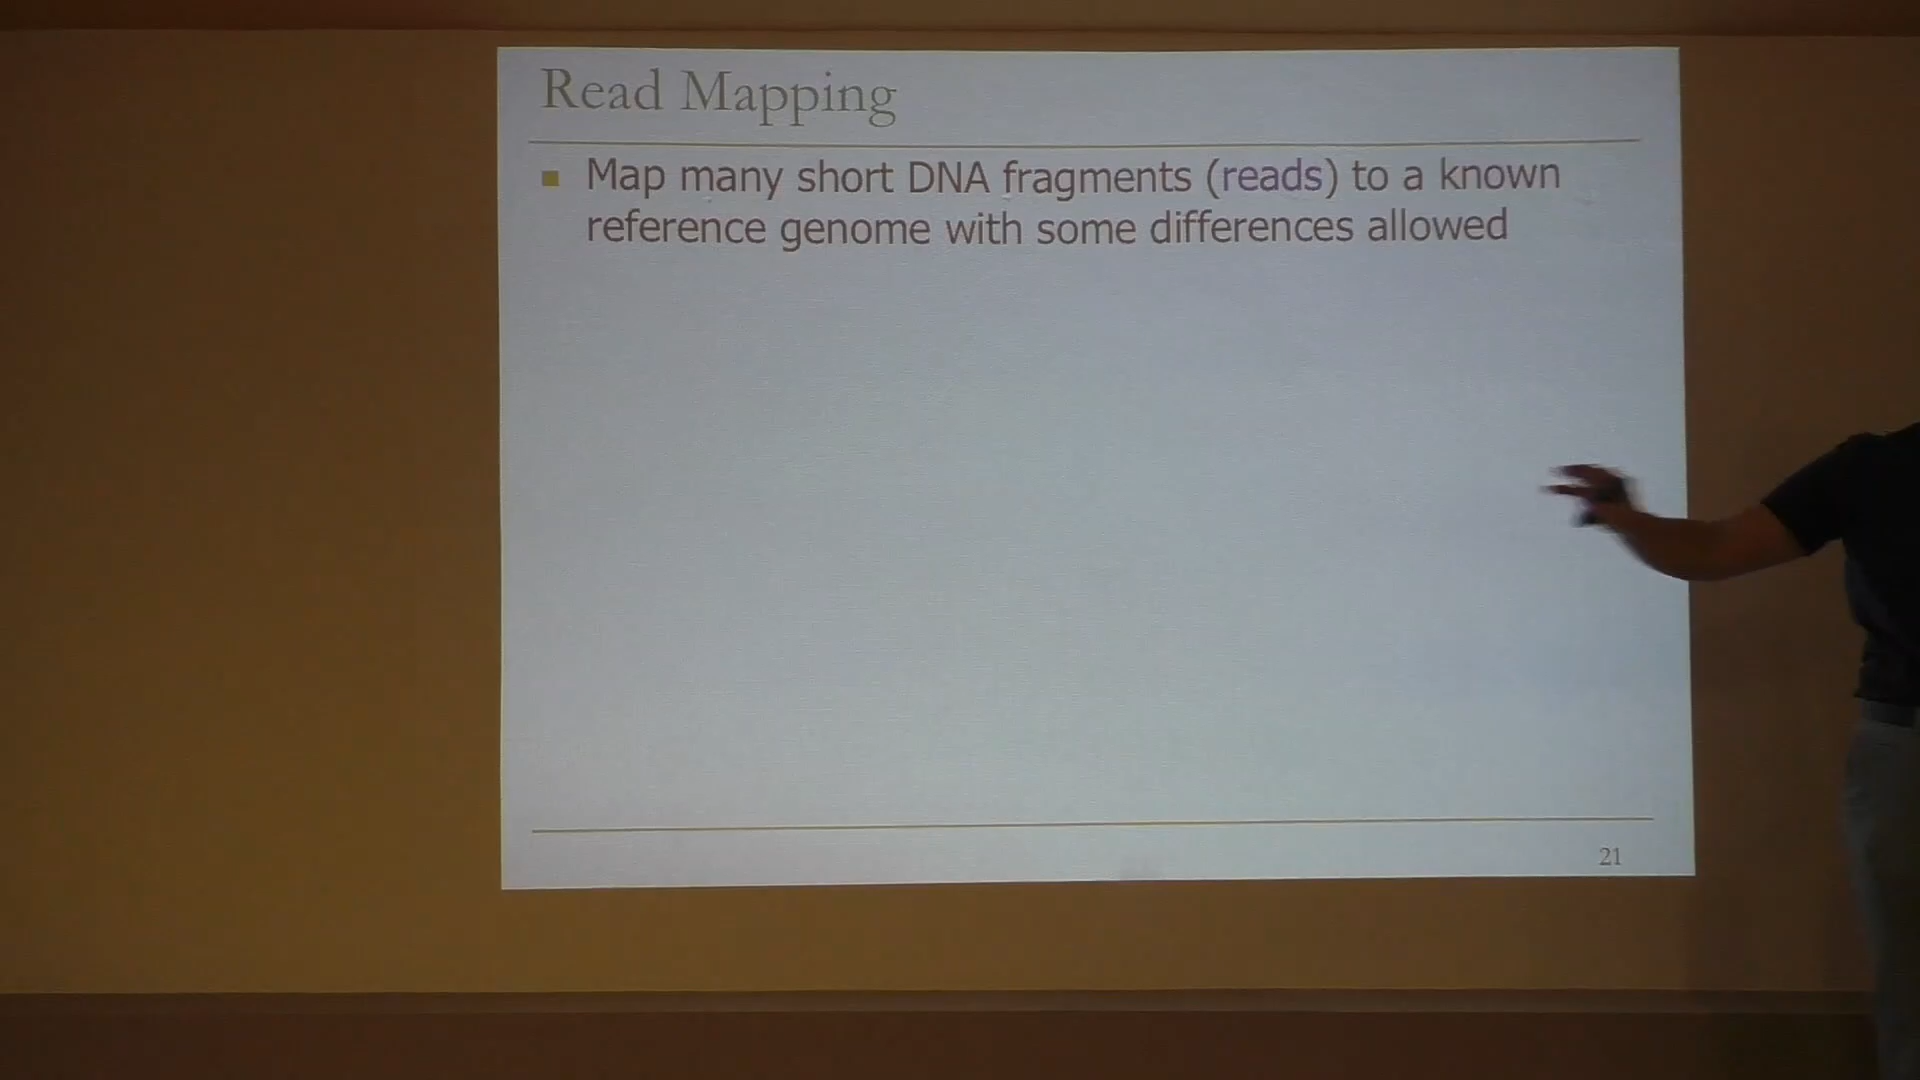 Read Mapping
Map many short DNA fragments (reads) to a known
reference genome with some differences allowed
21